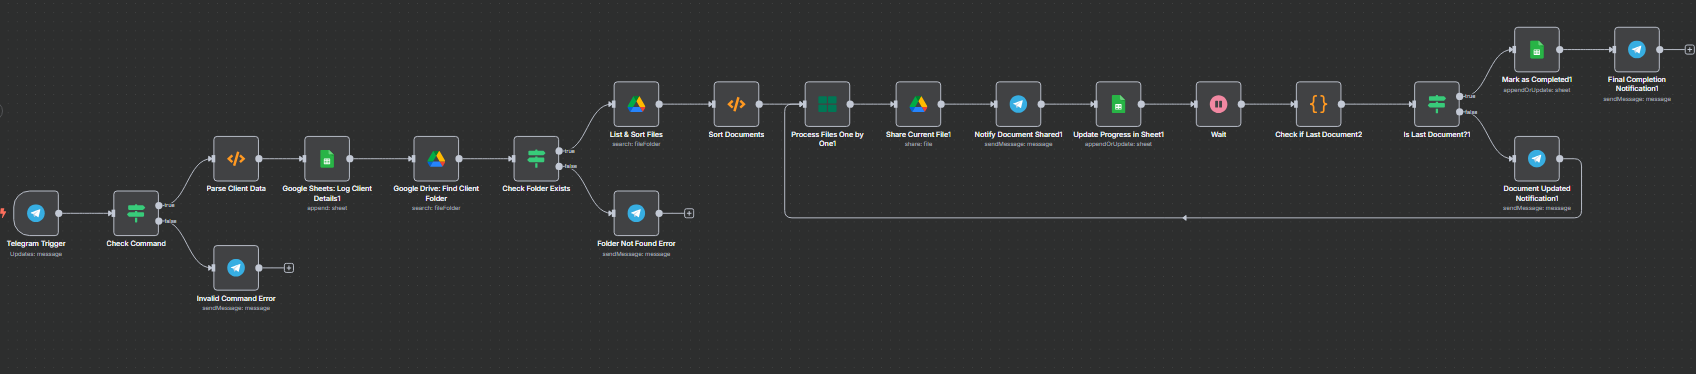 Telegram Trigger
Updates: message
Check Command
true
false
Parse Client Data
Invalid Command Error
sendMessage: message
Google Sheets: Log Client
Details1
append: sheet
Google Drive: Find Client
Folder
search: fileFolder
Check Folder Exists
true
false
List & Sort Files
search: fileFolder
Folder Not Found Error
sendMessage: message
Sort Documents
Process Files One by
One1
Share Current File1
share: file
Notify Document Shared1
sendMessage: message
Update Progress in Sheet1
appendOrUpdate: sheet
Wait
Check if Last Document2
Is Last Document?1
true
false
Mark as Completed1
appendOrUpdate: sheet
Final Completion
Notification1
sendMessage: message
Document Updated
Notification1
sendMessage: message